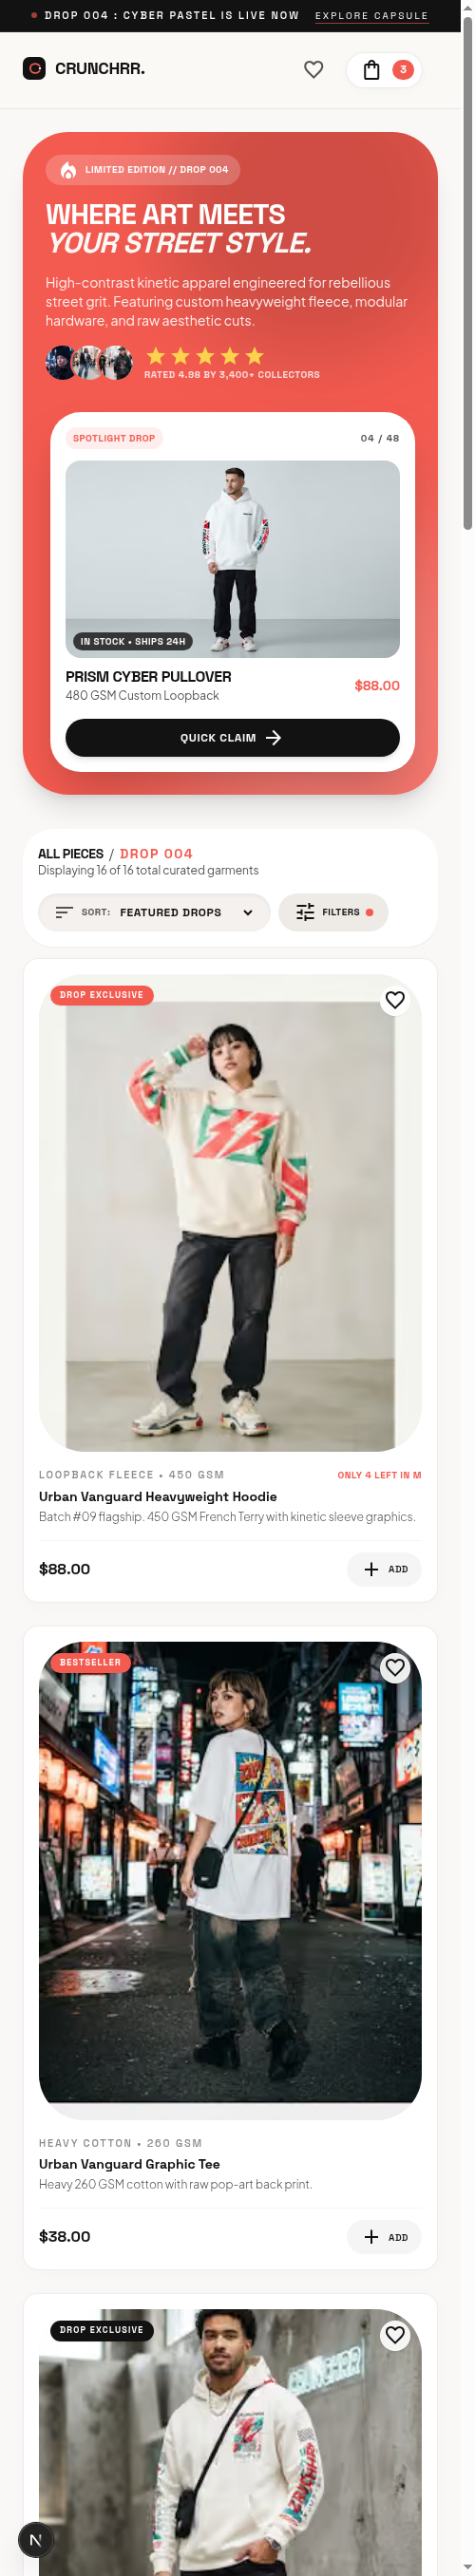 DROP 004 : CYBER PASTEL IS LIVE NOW EXPLORE CAPSULE
CRUNCHRR.
3
LIMITED EDITION // DROP 004
WHERE ART MEETS
YOUR STREET STYLE.
High-contrast kinetic apparel engineered for rebellious
street grit. Featuring custom heavyweight fleece, modular
hardware, and raw aesthetic cuts.
RATED 4.98 BY 3,400+ COLLECTORS
SPOTLIGHT DROP
04 / 48
IN STOCK • SHIPS 24H
PRISM CYBER PULLOVER
480 GSM Custom Loopback
$88.00
QUICK CLAIM
ALL PIECES / DROP 004
Displaying 16 of 16 total curated garments
SORT: FEATURED DROPS
FILTERS
DROP EXCLUSIVE
LOOPBACK FLEECE • 450 GSM
ONLY 4 LEFT IN M
Urban Vanguard Heavyweight Hoodie
Batch #09 flagship. 450 GSM French Terry with kinetic sleeve graphics.
$88.00
ADD
BESTSELLER
HEAVY COTTON • 260 GSM
Urban Vanguard Graphic Tee
Heavy 260 GSM cotton with raw pop-art back print.
$38.00
ADD
DROP EXCLUSIVE
N